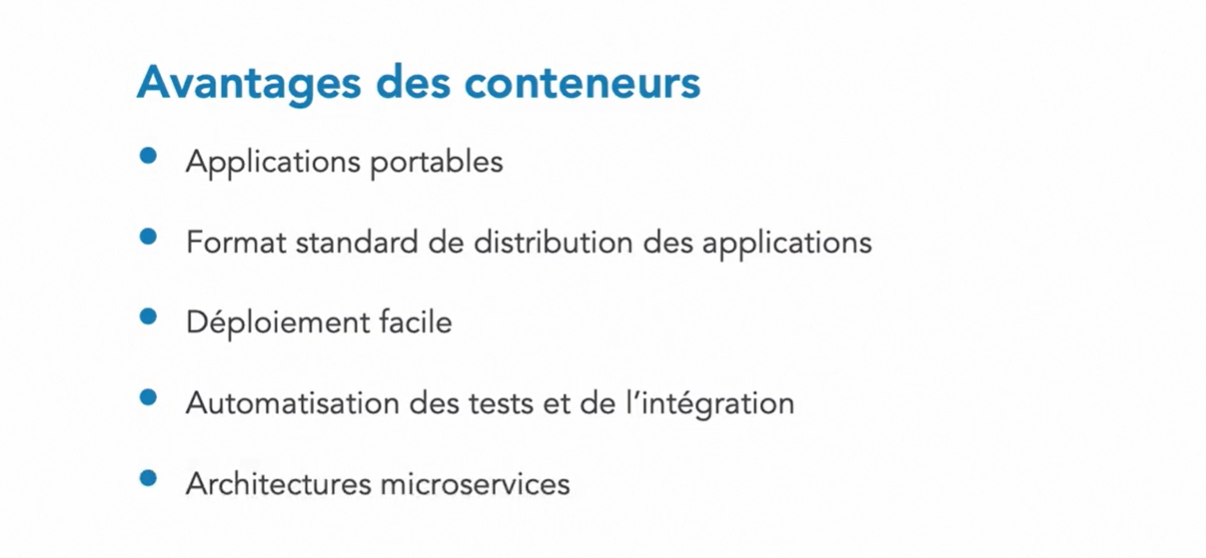 Avantages des conteneurs
Applications portables
Format standard de distribution des applications
Déploiement facile
Automatisation des tests et de l’intégration
Architectures microservices